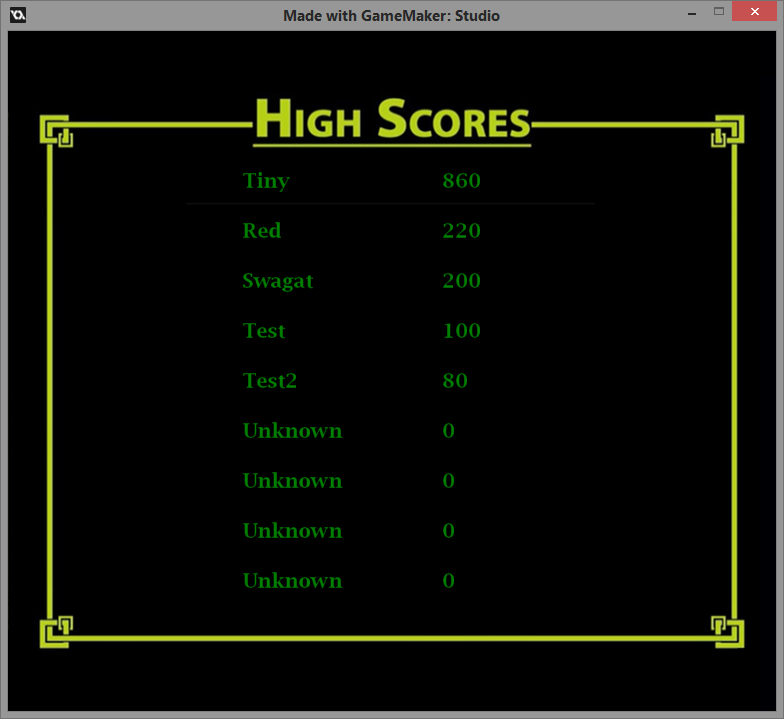 Made with GameMaker: Studio
HIGH SCORES
Tiny 860
Red 220
Swagat 200
Test 100
Test2 80
Unknown 0
Unknown 0
Unknown 0
Unknown 0